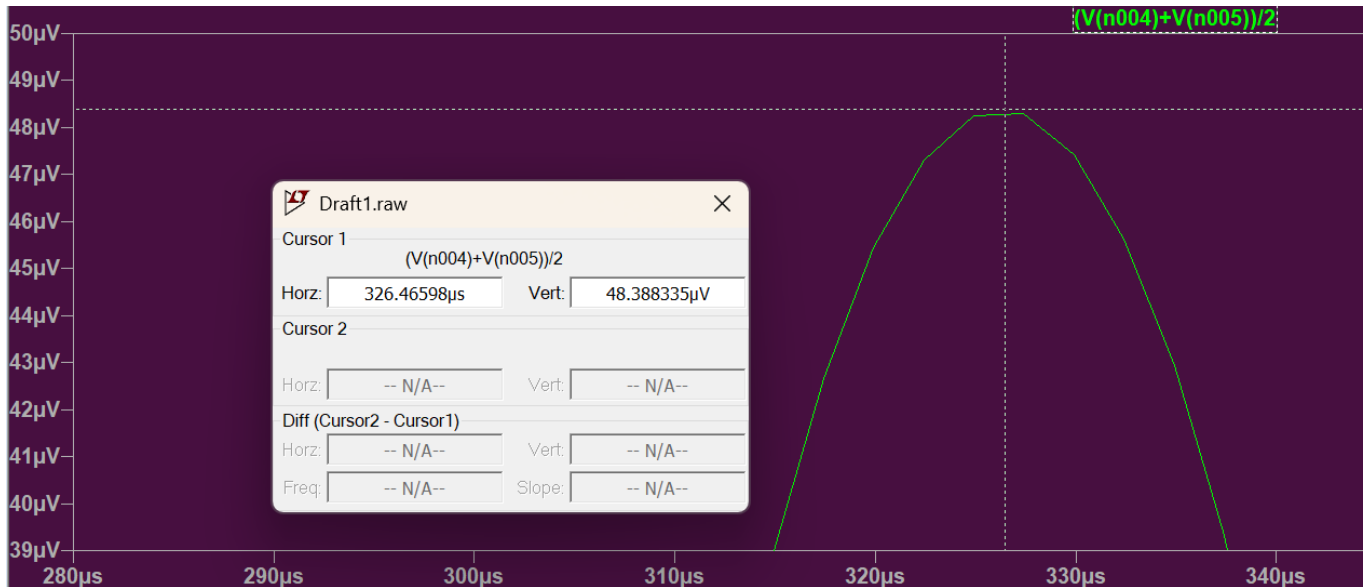 (V(n004)+V(n005))/2
50µV
49µV
48µV
47µV
46µV
45µV
44µV
43µV
42µV
41µV
40µV
39µV
Draft1.raw
Cursor 1
(V(n004)+V(n005))/2
Horz: 326.46598µs Vert: 48.388335µV
Cursor 2
Horz: -- N/A-- Vert: -- N/A--
Diff (Cursor2 - Cursor1)
Horz: -- N/A-- Vert: -- N/A--
Freq: -- N/A-- Slope: -- N/A--
280µs 290µs 300µs 310µs 320µs 330µs 340µs